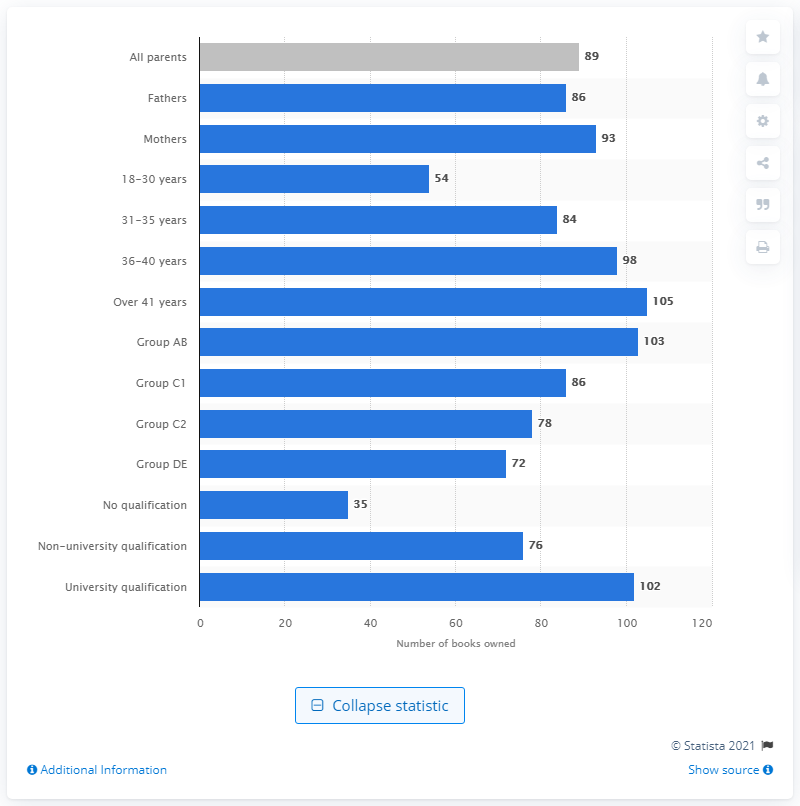 All parents 89
Fathers 86
Mothers 93
18-30 years 54
31-35 years 84
36-40 years 98
Over 41 years 105
Group AB 103
Group C1 86
Group C2 78
Group DE 72
No qualification 35
Non-university qualification 76
University qualification 102
0 20 40 60 80 100 120
Number of books owned
Collapse statistic
© Statista 2021
Additional Information
Show source